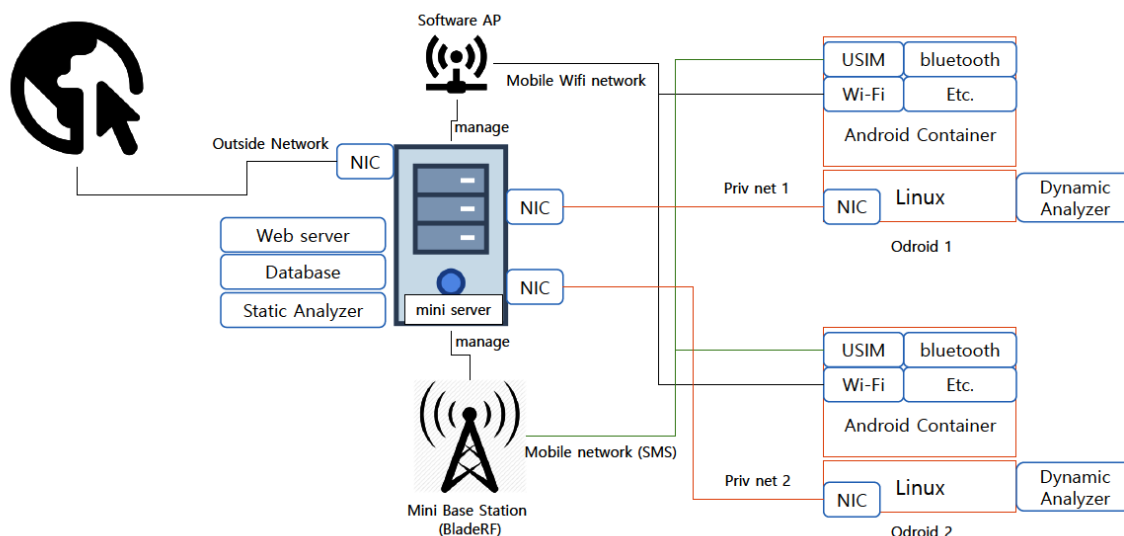 Software AP
Mobile Wifi network
manage
Outside Network
NIC
NIC
Web server
Database
Static Analyzer
NIC
mini server
manage
Mobile network (SMS)
Mini Base Station
(BladeRF)
USIM
bluetooth
Wi-Fi
Etc.
Android Container
Priv net 1
NIC
Linux
Dynamic
Analyzer
Odroid 1
USIM
bluetooth
Wi-Fi
Etc.
Android Container
Priv net 2
NIC
Linux
Dynamic
Analyzer
Odroid 2